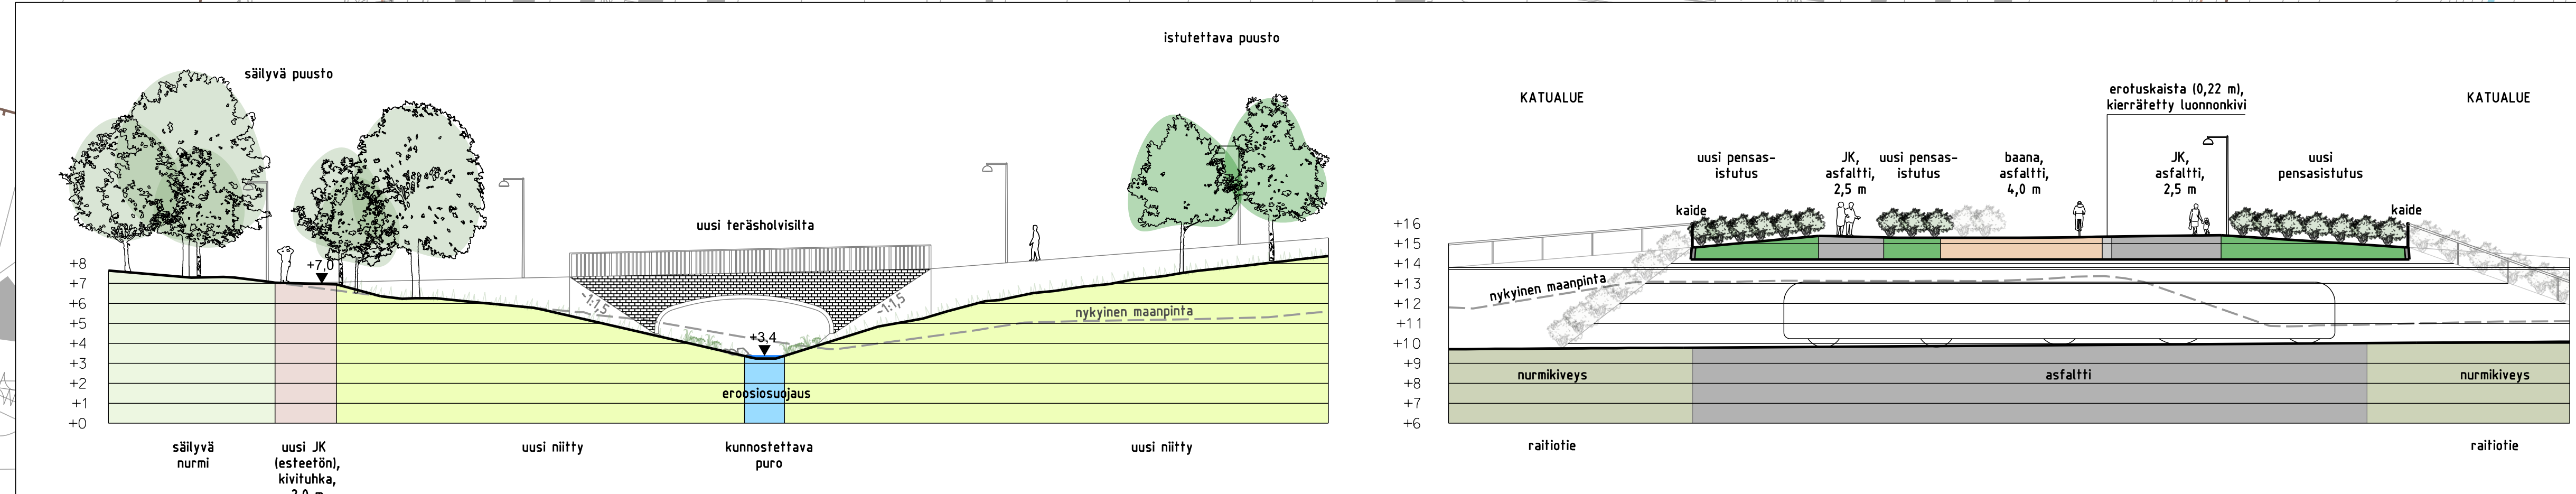 istutettava puusto
säilyvä puusto
uusi teräsholvisilta
+7,0
~1:1,5
~1:1,5
+3,4
nykyinen maanpinta
eroosiosuojaus
+8
+7
+6
+5
+4
+3
+2
+1
+0
säilyvä
nurmi
uusi JK
(esteetön),
kivituhka,
uusi niitty
kunnostettava
puro
uusi niitty
KATUALUE
erotuskaista (0,22 m),
kierrätetty luonnonkivi
KATUALUE
uusi pensas-
istutus
JK,
asfaltti,
2,5 m
uusi pensas-
istutus
baana,
asfaltti,
4,0 m
JK,
asfaltti,
2,5 m
uusi
pensasistutus
kaide
kaide
+16
+15
+14
+13
+12
+11
+10
+9
+8
+7
+6
nykyinen maanpinta
nurmikiveys
asfaltti
nurmikiveys
raitiotie
raitiotie